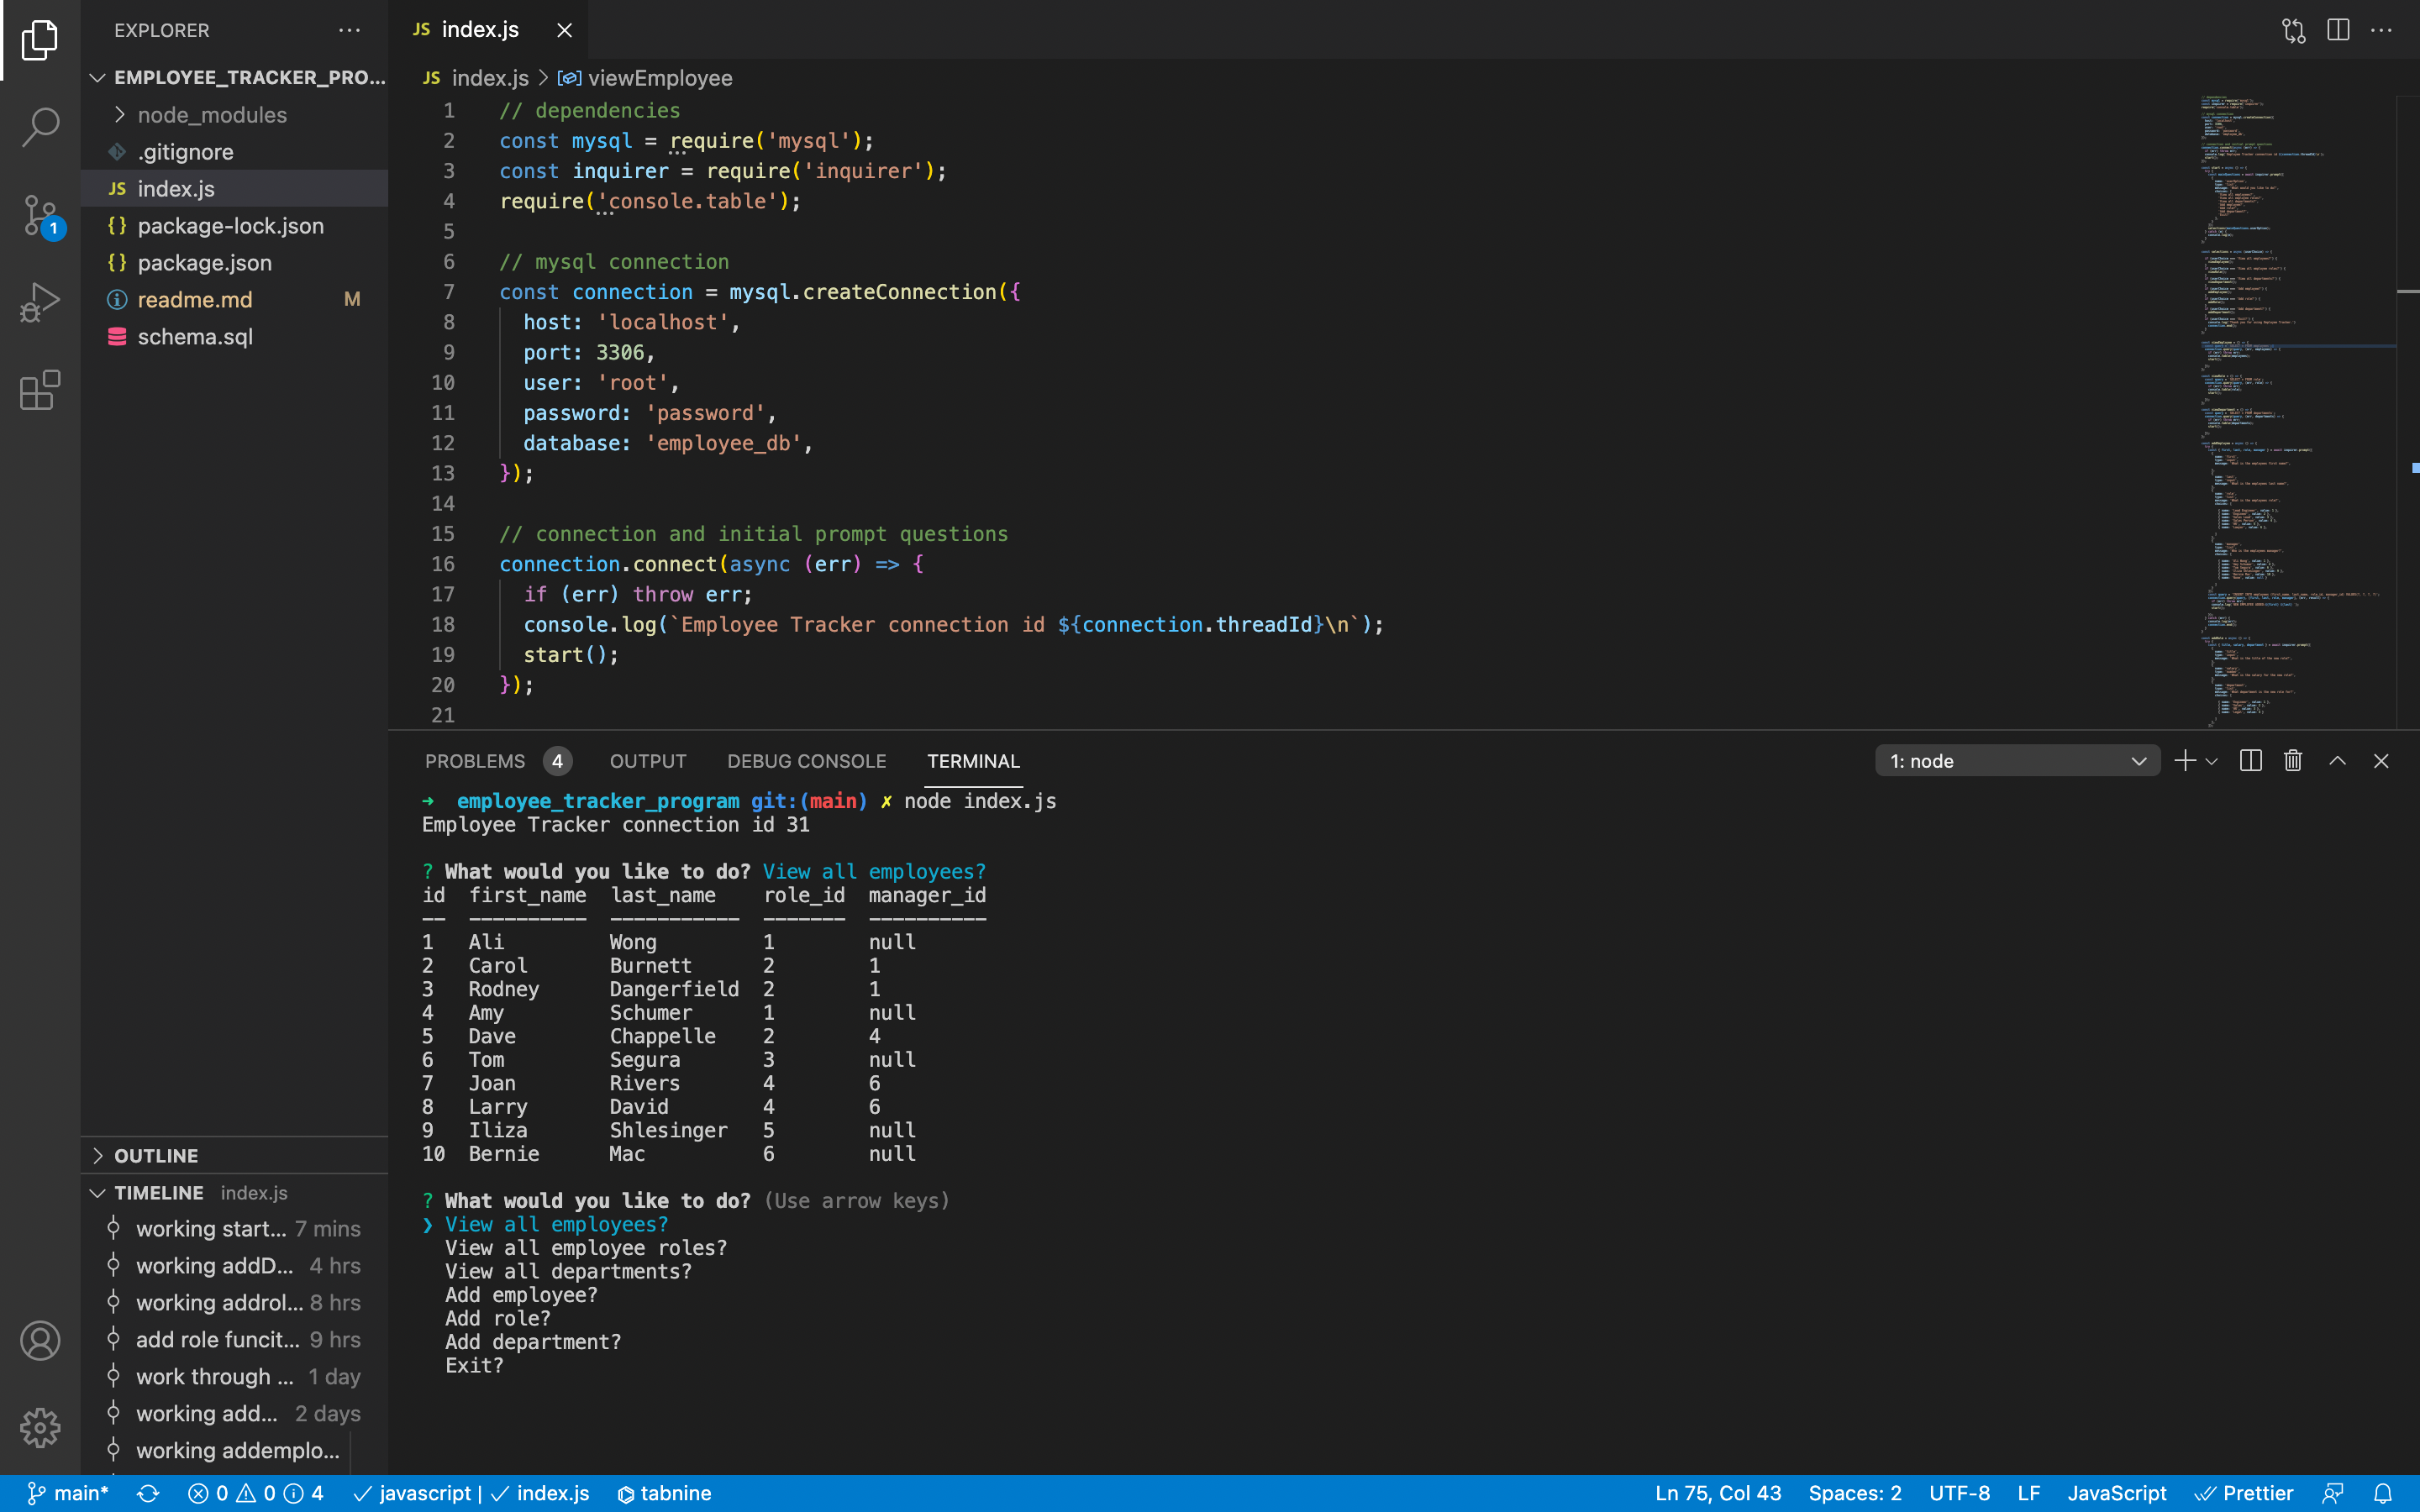 EXPLORER
EMPLOYEE_TRACKER_PRO...
node_modules
.gitignore
JS index.js
{} package-lock.json
{} package.json
readme.md M
schema.sql
1
OUTLINE
TIMELINE index.js
working start... 7 mins
working addD... 4 hrs
working addrol... 8 hrs
add role funcit... 9 hrs
work through ... 1 day
working add... 2 days
working addemplo...
JS index.js
JS index.js > viewEmployee
1 // dependencies
2 const mysql = require('mysql');
3 const inquirer = require('inquirer');
4 require('console.table');
5
6 // mysql connection
7 const connection = mysql.createConnection({
8 host: 'localhost',
9 port: 3306,
10 user: 'root',
11 password: 'password',
12 database: 'employee_db',
13 });
14
15 // connection and initial prompt questions
16 connection.connect(async (err) => {
17 if (err) throw err;
18 console.log(`Employee Tracker connection id ${connection.threadId}\n`);
19 start();
20 });
21
PROBLEMS 4 OUTPUT DEBUG CONSOLE TERMINAL 1: node
➜ employee_tracker_program git:(main) ✗ node index.js
Employee Tracker connection id 31
? What would you like to do? View all employees?
id first_name last_name role_id manager_id
-- ---------- ----------- ------- ----------
1 Ali Wong 1 null
2 Carol Burnett 2 1
3 Rodney Dangerfield 2 1
4 Amy Schumer 1 null
5 Dave Chappelle 2 4
6 Tom Segura 3 null
7 Joan Rivers 4 6
8 Larry David 4 6
9 Iliza Shlesinger 5 null
10 Bernie Mac 6 null
? What would you like to do? (Use arrow keys)
❯ View all employees?
View all employee roles?
View all departments?
Add employee?
Add role?
Add department?
Exit?
main* 0 0 4 javascript | index.js tabnine Ln 75, Col 43 Spaces: 2 UTF-8 LF JavaScript Prettier